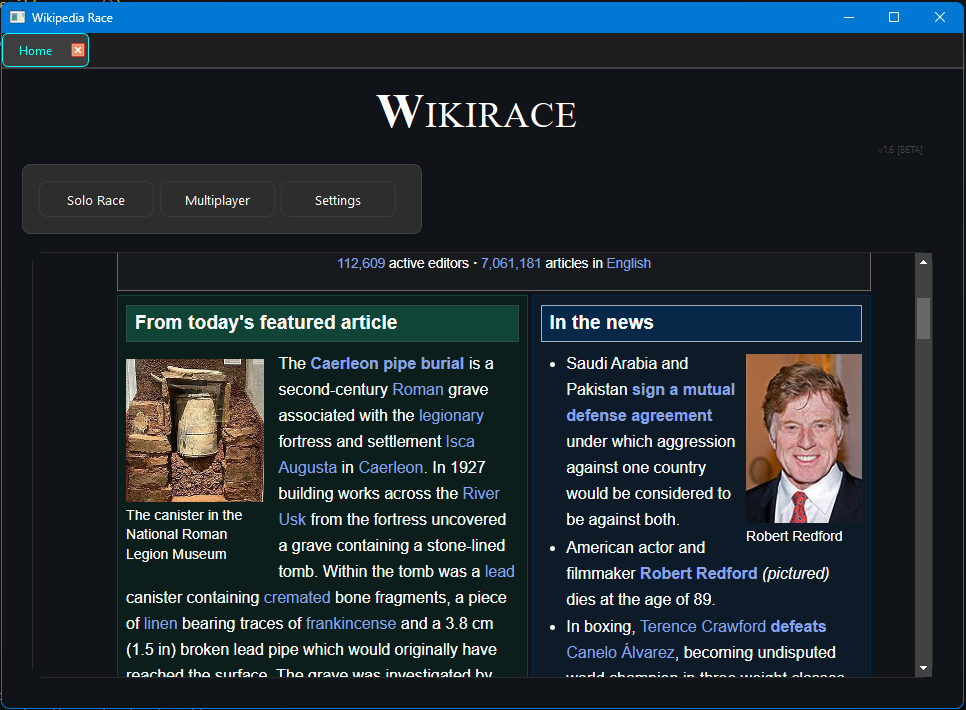 Wikipedia Race
Home
WIKIRACE
v1.6 [BETA]
Solo Race
Multiplayer
Settings
112,609 active editors · 7,061,181 articles in English
From today's featured article
The Caerleon pipe burial is a
second-century Roman grave
associated with the legionary
fortress and settlement Isca
Augusta in Caerleon. In 1927
building works across the River
Usk from the fortress uncovered
a grave containing a stone-lined
tomb. Within the tomb was a lead
canister containing cremated bone fragments, a piece
of linen bearing traces of frankincense and a 3.8 cm
(1.5 in) broken lead pipe which would originally have
reached the surface. The grave was investigated by
The canister in the
National Roman
Legion Museum
In the news
• Saudi Arabia and
Pakistan sign a mutual
defense agreement
under which aggression
against one country
would be considered to
be against both.
Robert Redford
• American actor and
filmmaker Robert Redford (pictured)
dies at the age of 89.
• In boxing, Terence Crawford defeats
Canelo Álvarez, becoming undisputed
world champion in three weight classes